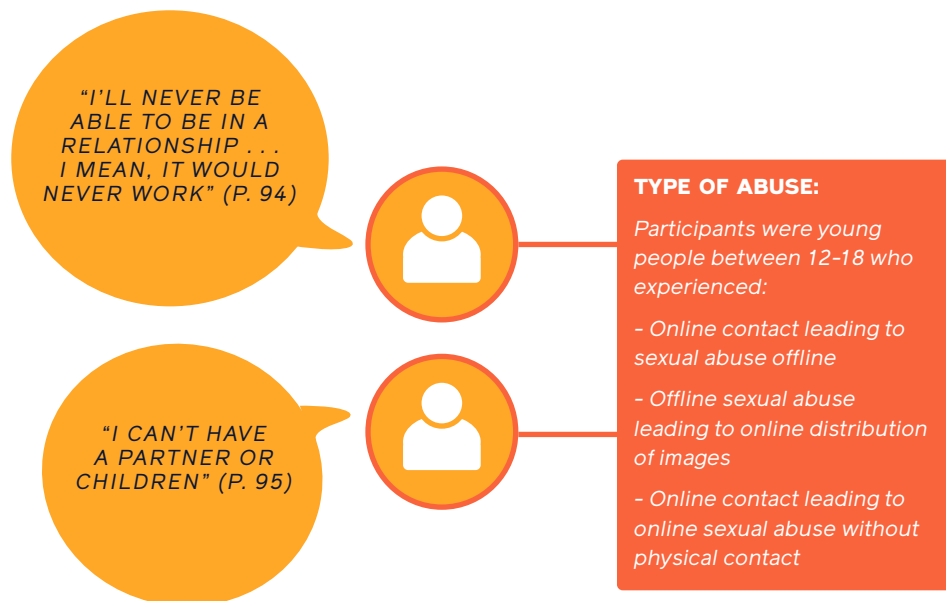 “I’LL NEVER BE
ABLE TO BE IN A
RELATIONSHIP . . .
I MEAN, IT WOULD
NEVER WORK” (P. 94)
“I CAN’T HAVE
A PARTNER OR
CHILDREN” (P. 95)
TYPE OF ABUSE:
Participants were young
people between 12-18 who
experienced:
- Online contact leading to
sexual abuse offline
- Offline sexual abuse
leading to online distribution
of images
- Online contact leading to
online sexual abuse without
physical contact